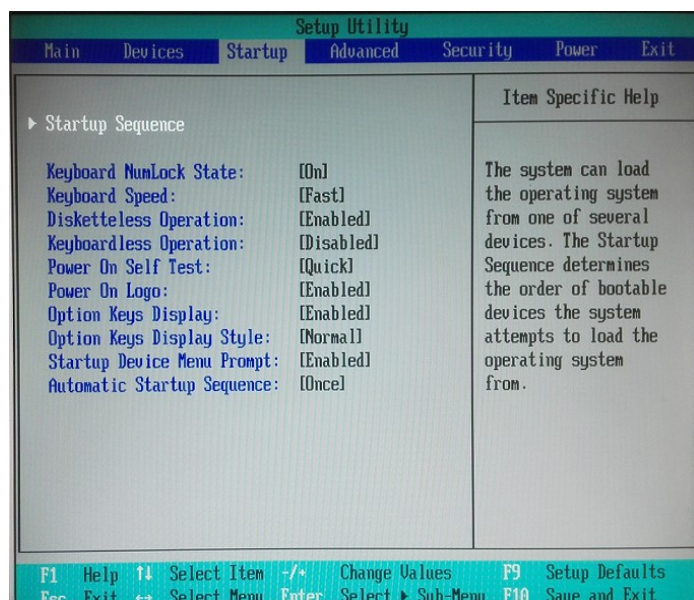 Setup Utility
Main Devices Startup Advanced Security Power Exit
Item Specific Help
▶ Startup Sequence
Keyboard NumLock State: [On]
Keyboard Speed: [Fast]
Disketteless Operation: [Enabled]
Keyboardless Operation: [Disabled]
Power On Self Test: [Quick]
Power On Logo: [Enabled]
Option Keys Display: [Enabled]
Option Keys Display Style: [Normal]
Startup Device Menu Prompt: [Enabled]
Automatic Startup Sequence: [Once]
The system can load
the operating system
from one of several
devices. The Startup
Sequence determines
the order of bootable
devices the system
attempts to load the
operating system
from.
F1 Help ↑↓ Select Item -/+ Change Values F9 Setup Defaults
Esc Exit ↔ Select Menu Enter Select ▶ Sub-Menu F10 Save and Exit